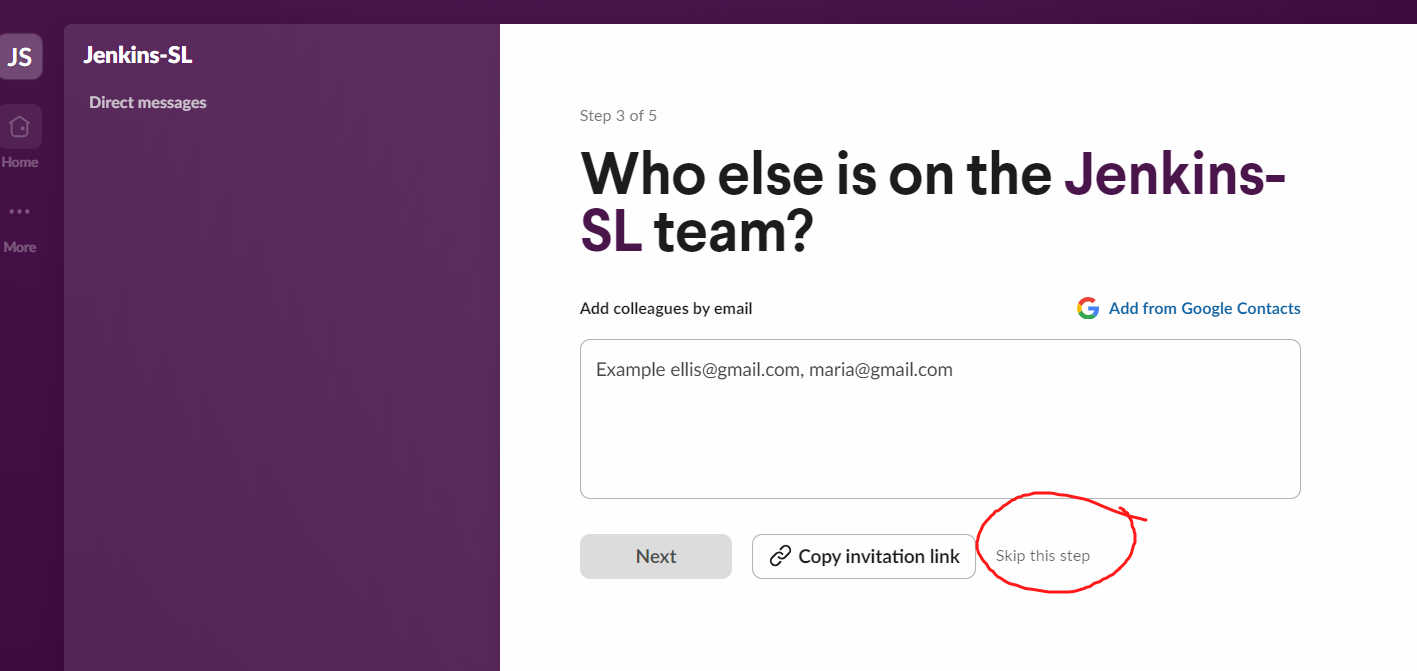 JS
Home
More
Jenkins-SL
Direct messages
Step 3 of 5
Who else is on the Jenkins-
SL team?
Add colleagues by email
Add from Google Contacts
Example ellis@gmail.com, maria@gmail.com
Next
Copy invitation link
Skip this step